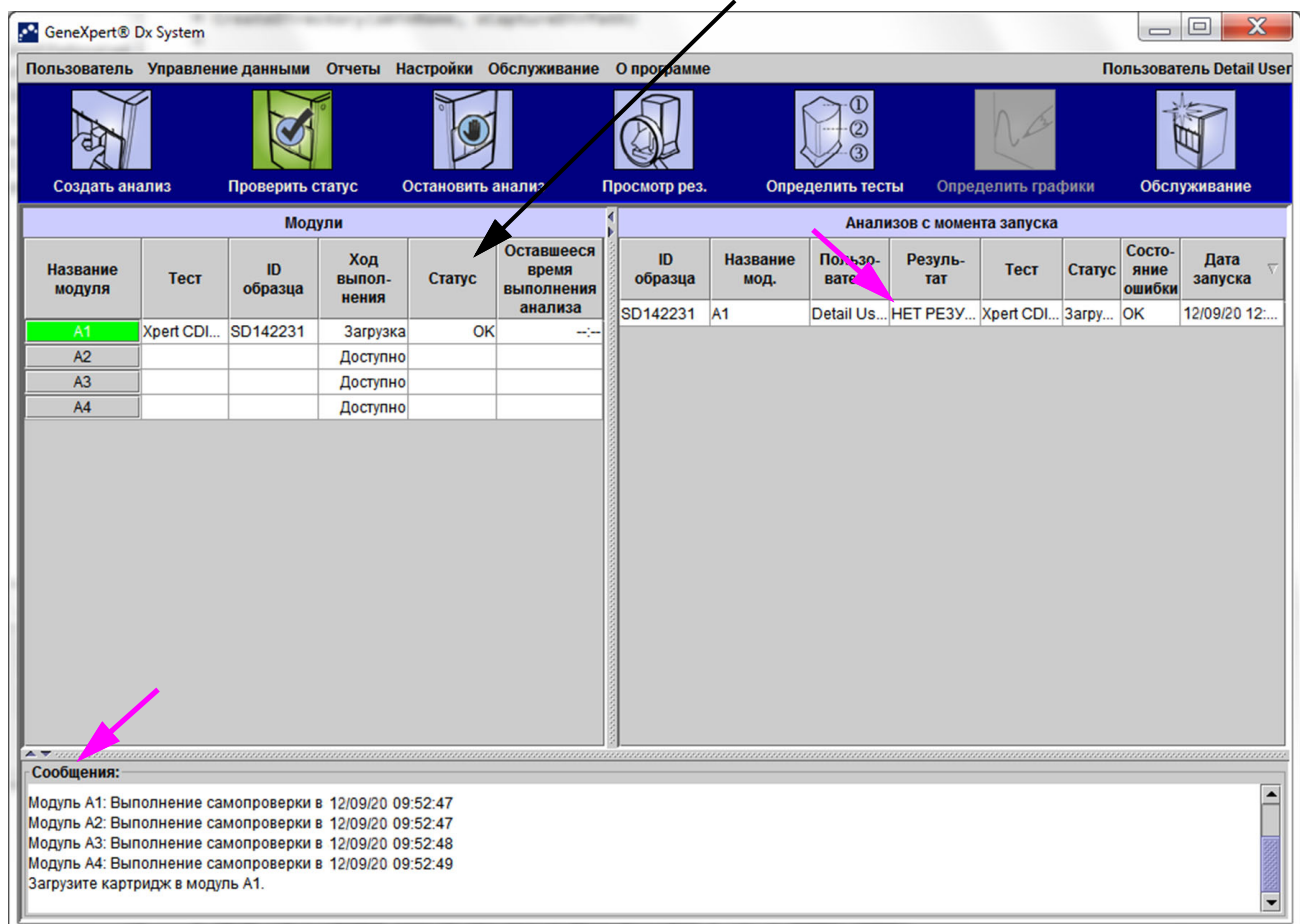 GeneXpert® Dx System
Пользователь Управление данными Отчеты Настройки Обслуживание О программе Пользователь Detail User
① ② ③
Создать анализ Проверить статус Остановить анализ Просмотр рез. Определить тесты Определить графики Обслуживание
Модули
Название модуля Тест ID образца Ход выпол-нения Статус Оставшееся время выполнения анализа
A1 Xpert CDI... SD142231 Загрузка OK --:--
A2 Доступно
A3 Доступно
A4 Доступно
Анализов с момента запуска
ID образца Название мод. Пользо-вате Резуль-тат Тест Статус Состо-яние ошибки Дата запуска
SD142231 A1 Detail Us... НЕТ РЕЗУ... Xpert CDI... Загру... OK 12/09/20 12:...
Сообщения:
Модуль A1: Выполнение самопроверки в 12/09/20 09:52:47
Модуль A2: Выполнение самопроверки в 12/09/20 09:52:47
Модуль A3: Выполнение самопроверки в 12/09/20 09:52:48
Модуль A4: Выполнение самопроверки в 12/09/20 09:52:49
Загрузите картридж в модуль A1.